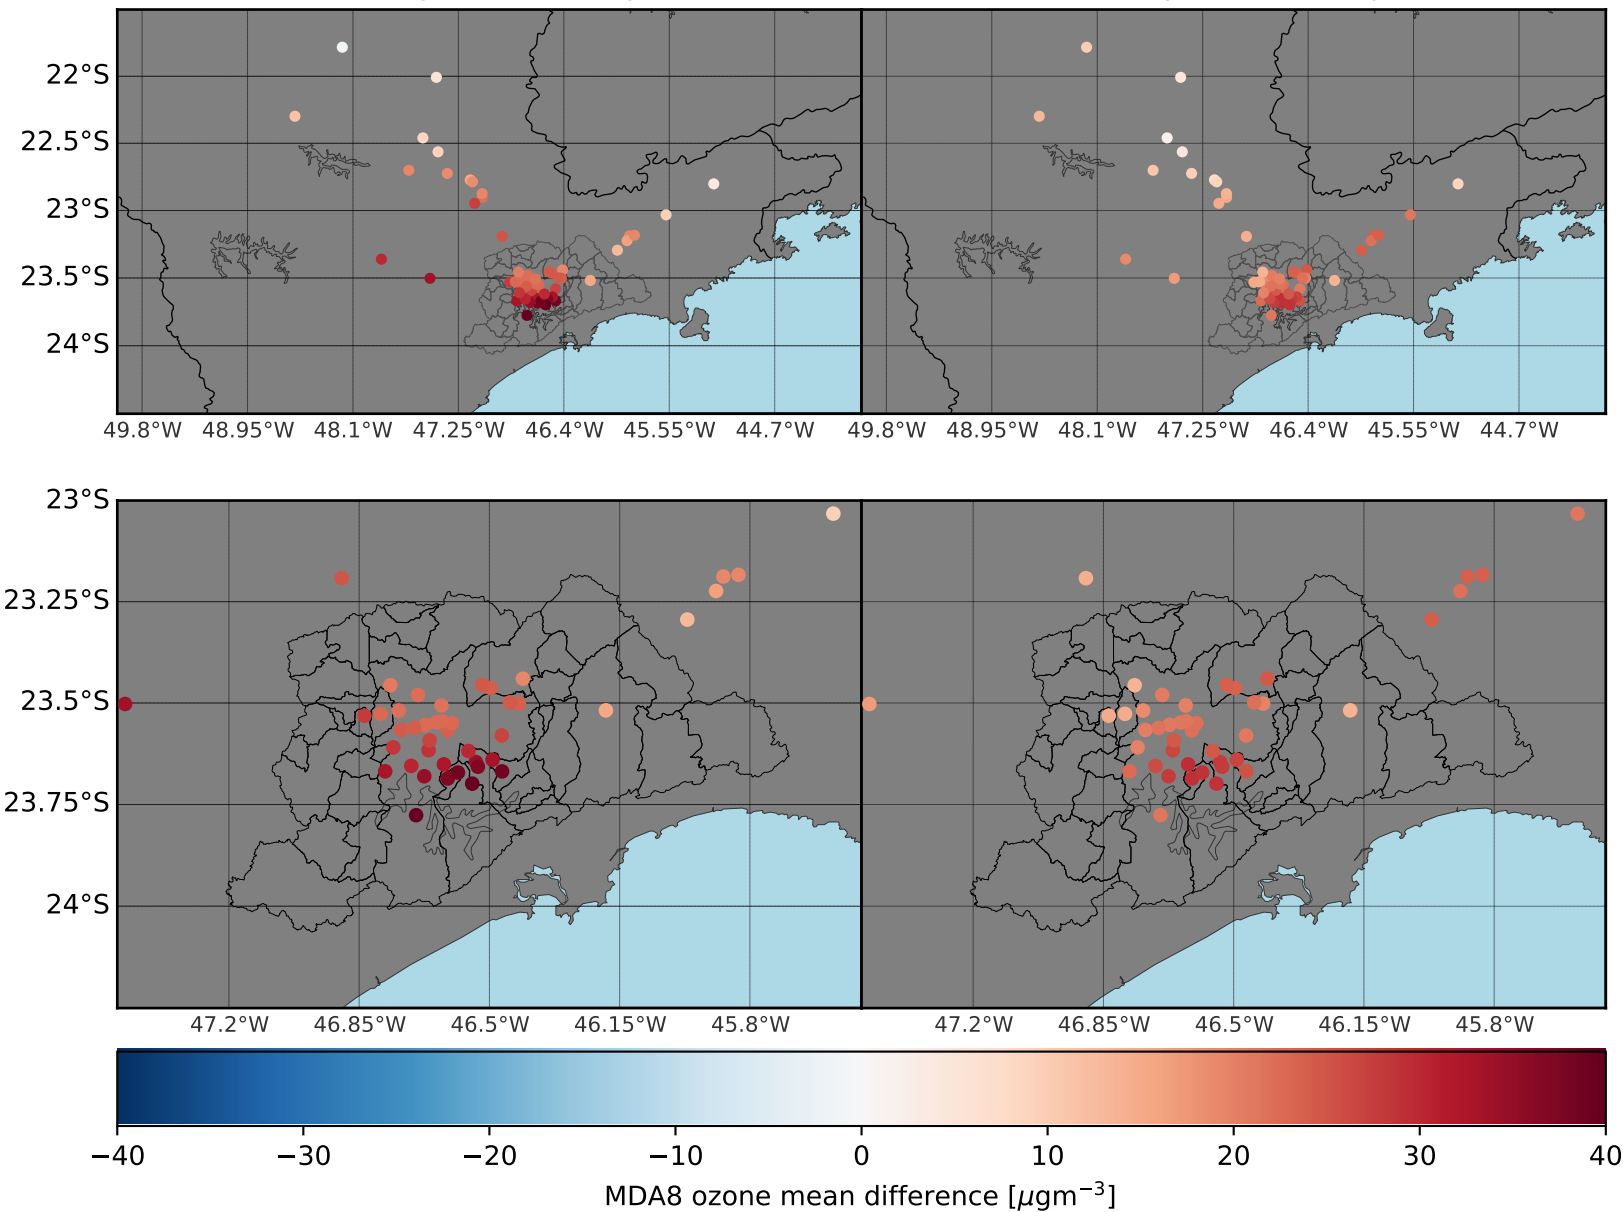 22°S
22.5°S
23°S
23.5°S
24°S
49.8°W 48.95°W 48.1°W 47.25°W 46.4°W 45.55°W 44.7°W 49.8°W 48.95°W 48.1°W 47.25°W 46.4°W 45.55°W 44.7°W
23°S
23.25°S
23.5°S
23.75°S
24°S
47.2°W 46.85°W 46.5°W 46.15°W 45.8°W 47.2°W 46.85°W 46.5°W 46.15°W 45.8°W
−40 −30 −20 −10 0 10 20 30 40
MDA8 ozone mean difference [μgm⁻³]